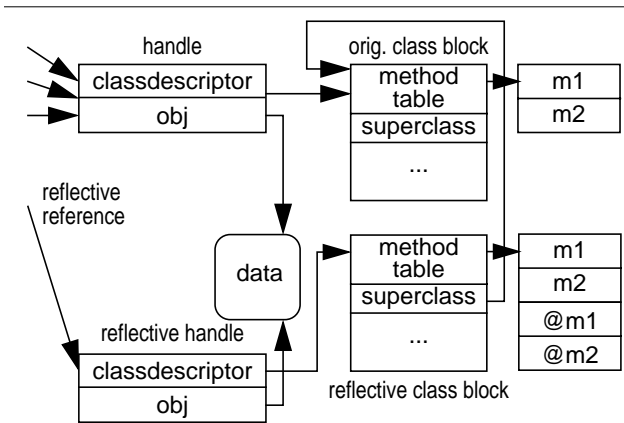 handle
orig. class block
classdescriptor
obj
method
table
superclass
...
m1
m2
reflective
reference
data
reflective handle
classdescriptor
obj
method
table
superclass
...
reflective class block
m1
m2
@m1
@m2